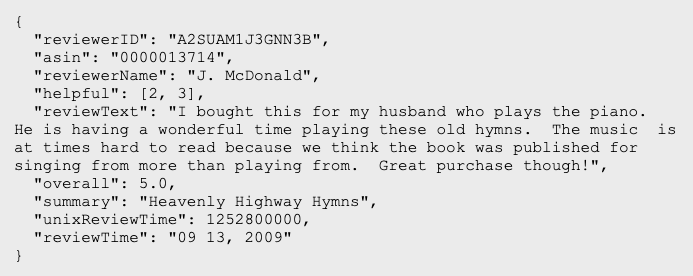 {
  "reviewerID": "A2SUAM1J3GNN3B",
  "asin": "0000013714",
  "reviewerName": "J. McDonald",
  "helpful": [2, 3],
  "reviewText": "I bought this for my husband who plays the piano.
He is having a wonderful time playing these old hymns.  The music  is
at times hard to read because we think the book was published for
singing from more than playing from.  Great purchase though!",
  "overall": 5.0,
  "summary": "Heavenly Highway Hymns",
  "unixReviewTime": 1252800000,
  "reviewTime": "09 13, 2009"
}